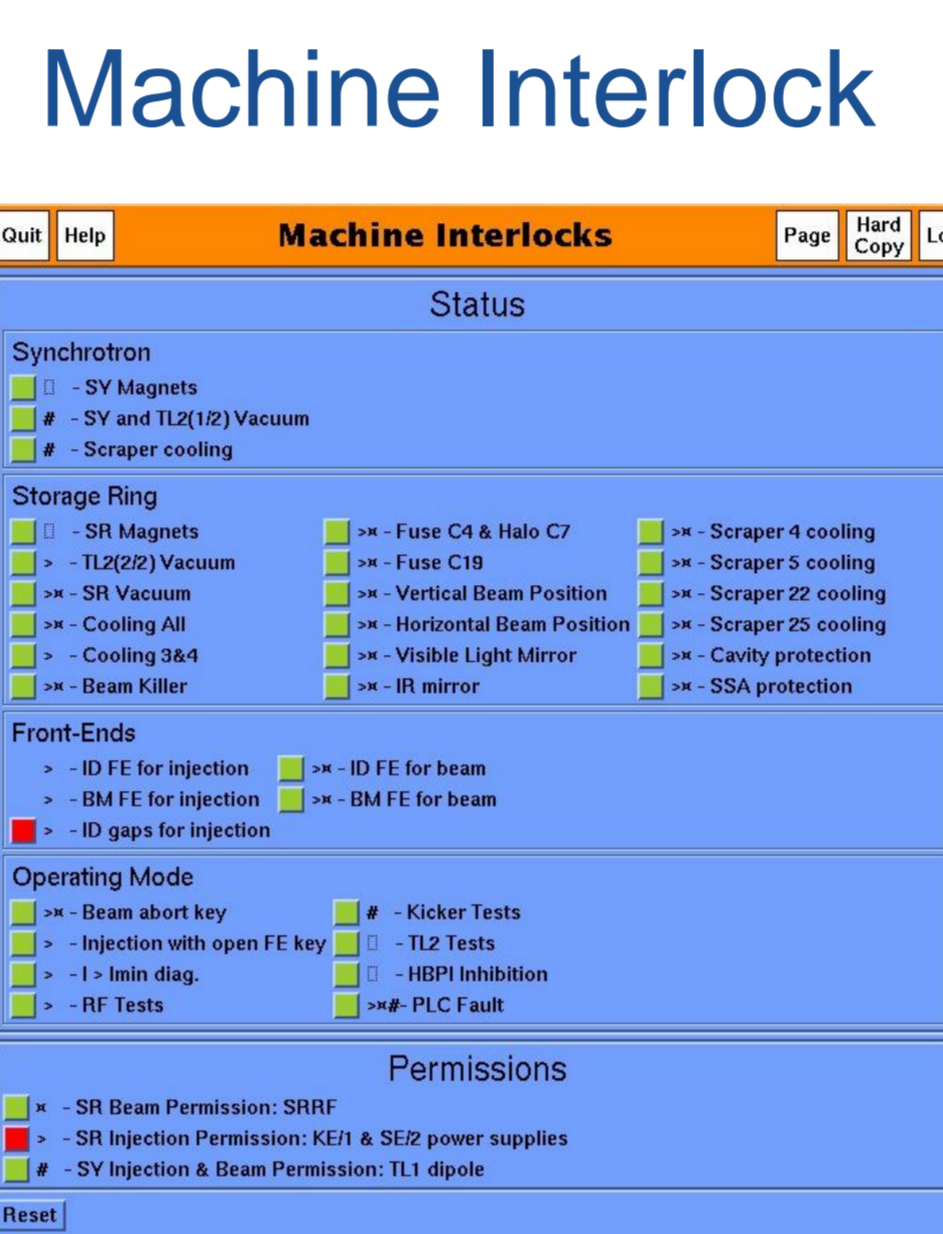 Machine Interlock
Quit Help Machine Interlocks Page Hard Copy
Status
Synchrotron
- SY Magnets
# - SY and TL2(1/2) Vacuum
# - Scraper cooling
Storage Ring
- SR Magnets >¤ - Fuse C4 & Halo C7 >¤ - Scraper 4 cooling
> - TL2(2/2) Vacuum >¤ - Fuse C19 >¤ - Scraper 5 cooling
>¤ - SR Vacuum >¤ - Vertical Beam Position >¤ - Scraper 22 cooling
>¤ - Cooling All >¤ - Horizontal Beam Position >¤ - Scraper 25 cooling
> - Cooling 3&4 >¤ - Visible Light Mirror >¤ - Cavity protection
>¤ - Beam Killer >¤ - IR mirror >¤ - SSA protection
Front-Ends
> - ID FE for injection >¤ - ID FE for beam
> - BM FE for injection >¤ - BM FE for beam
> - ID gaps for injection
Operating Mode
>¤ - Beam abort key # - Kicker Tests
> - Injection with open FE key - TL2 Tests
> - I > Imin diag. - HBPI Inhibition
> - RF Tests >¤#- PLC Fault
Permissions
¤ - SR Beam Permission: SRRF
> - SR Injection Permission: KE/1 & SE/2 power supplies
# - SY Injection & Beam Permission: TL1 dipole
Reset